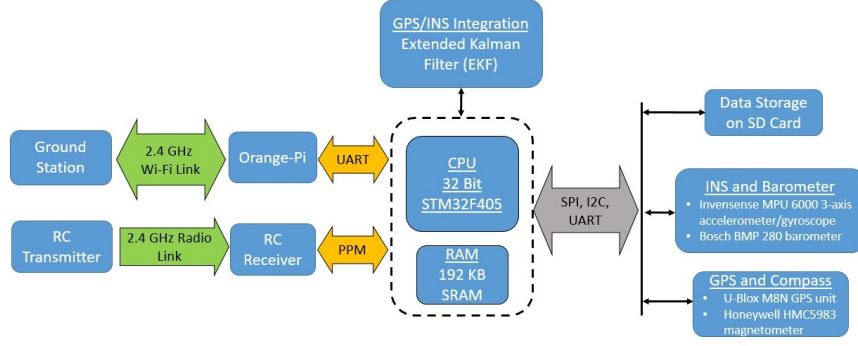 GPS/INS Integration
Extended Kalman
Filter (EKF)
Ground
Station
2.4 GHz
Wi-Fi Link
Orange-Pi
UART
RC
Transmitter
2.4 GHz Radio
Link
RC
Receiver
PPM
CPU
32 Bit
STM32F405
RAM
192 KB
SRAM
SPI, I2C,
UART
Data Storage
on SD Card
INS and Barometer
• Invensense MPU 6000 3-axis
accelerometer/gyroscope
• Bosch BMP 280 barometer
GPS and Compass
• U-Blox M8N GPS unit
• Honeywell HMC5983
magnetometer